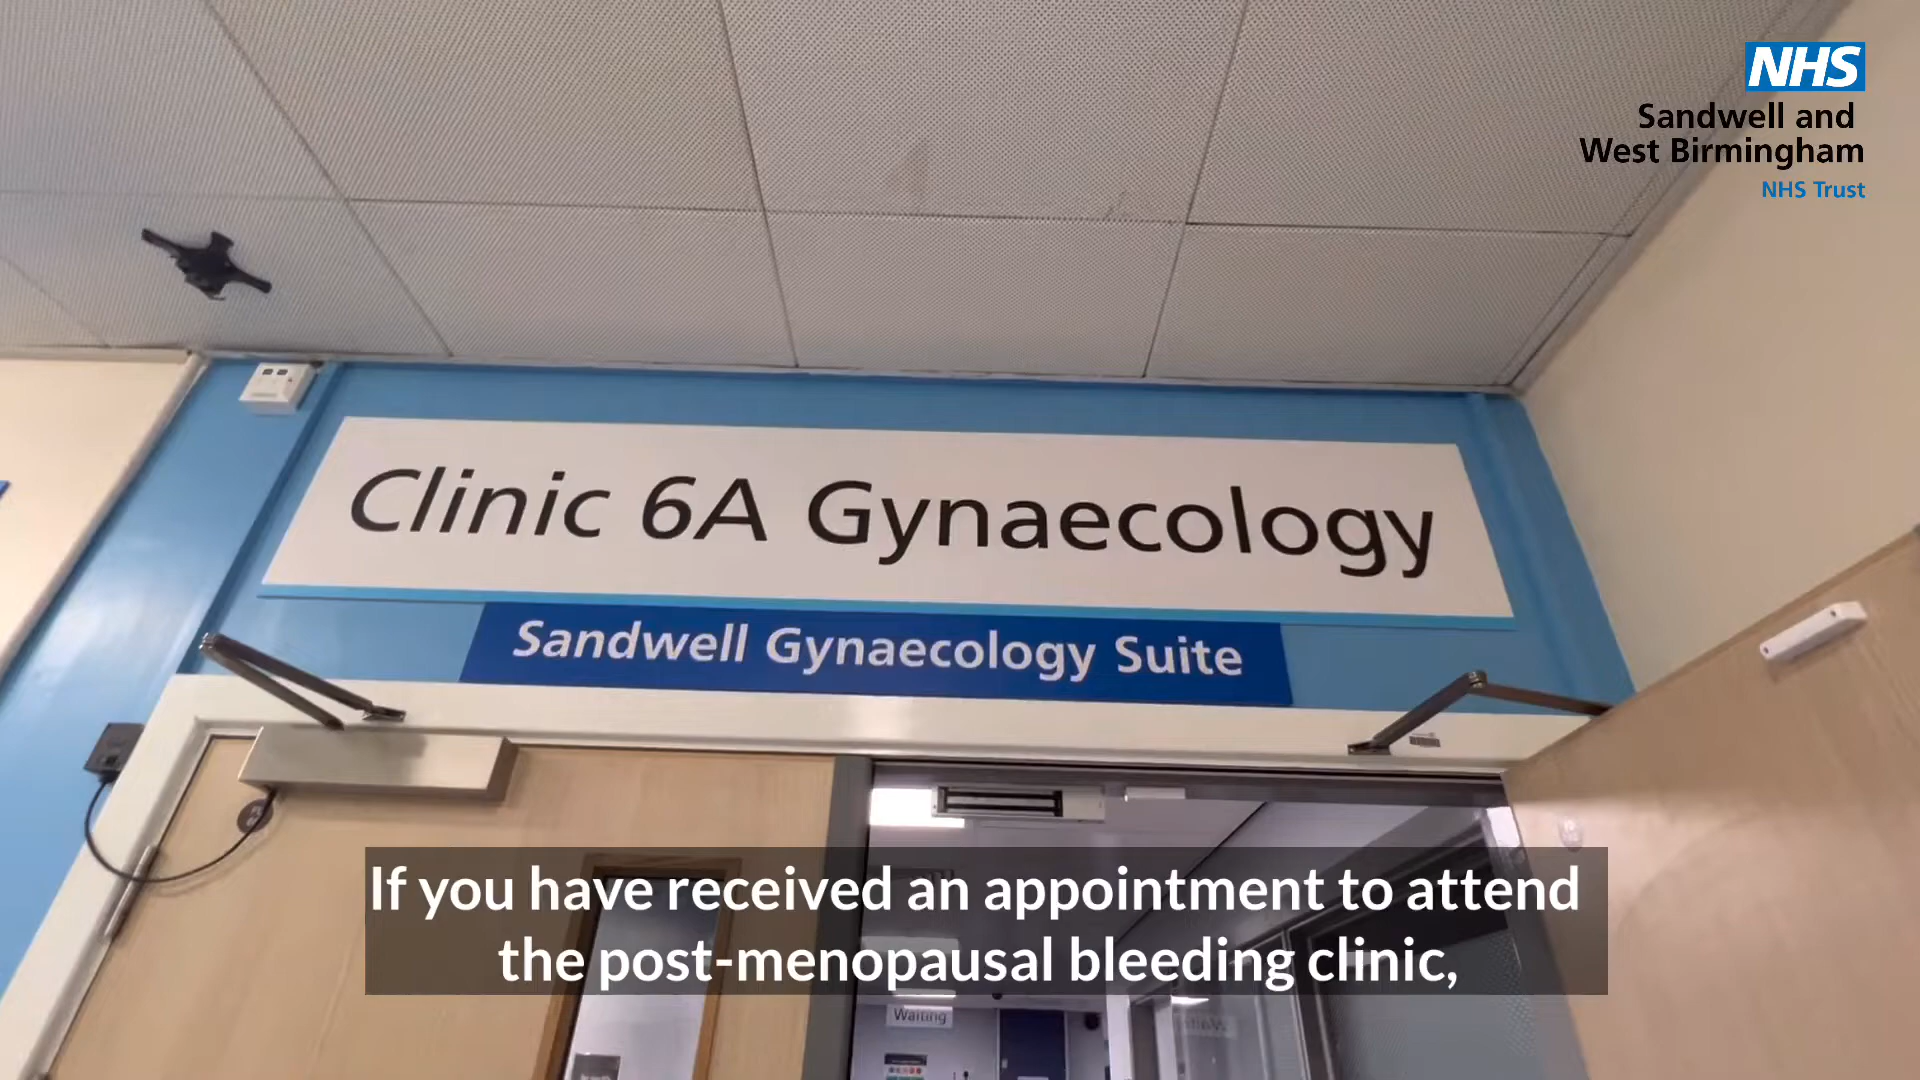 NHS
Sandwell and
West Birmingham
NHS Trust
Clinic 6A Gynaecology
Sandwell Gynaecology Suite
If you have received an appointment to attend
the post-menopausal bleeding clinic,
Waiting